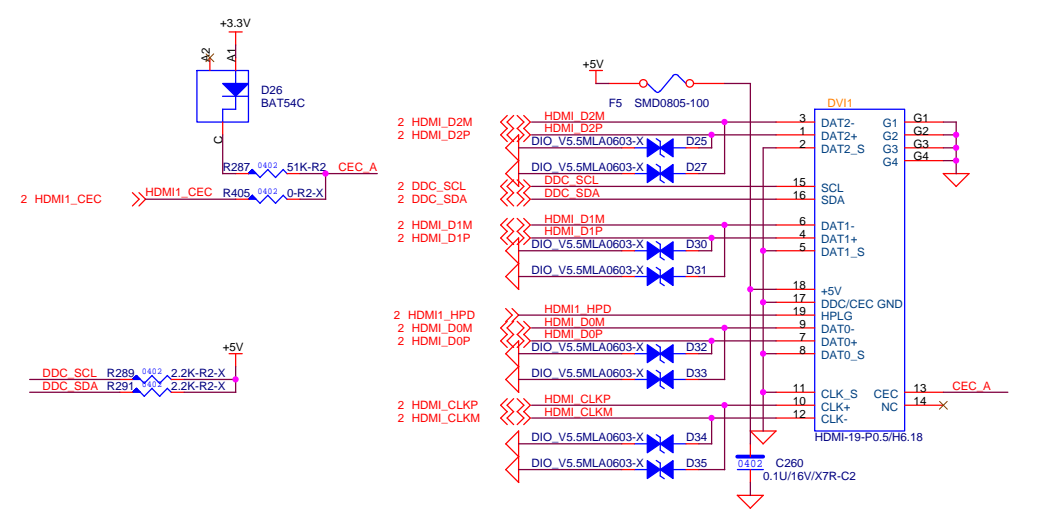 +3.3V
A2
A1
D26
BAT54C
C
R287 0402 51K-R2 CEC_A
2 HDMI1_CEC HDMI1_CEC R405 0402 0-R2-X
+5V
DDC_SCL R289 0402 2.2K-R2-X
DDC_SDA R291 0402 2.2K-R2-X
+5V
F5 SMD0805-100
DVI1
2 HDMI_D2M HDMI_D2M 3 DAT2-
2 HDMI_D2P HDMI_D2P 1 DAT2+
DIO_V5.5MLA0603-X D25 2 DAT2_S
DIO_V5.5MLA0603-X D27
G1 G1
G2 G2
G3 G3
G4 G4
2 DDC_SCL DDC_SCL 15 SCL
2 DDC_SDA DDC_SDA 16 SDA
2 HDMI_D1M HDMI_D1M 6 DAT1-
2 HDMI_D1P HDMI_D1P 4 DAT1+
DIO_V5.5MLA0603-X D30 5 DAT1_S
DIO_V5.5MLA0603-X D31
18 +5V
17 DDC/CEC GND
2 HDMI1_HPD HDMI1_HPD 19 HPLG
2 HDMI_D0M HDMI_D0M 9 DAT0-
2 HDMI_D0P HDMI_D0P 7 DAT0+
DIO_V5.5MLA0603-X D32 8 DAT0_S
DIO_V5.5MLA0603-X D33
11 CLK_S CEC 13 CEC_A
2 HDMI_CLKP HDMI_CLKP 10 CLK+ NC 14
2 HDMI_CLKM HDMI_CLKM 12 CLK-
DIO_V5.5MLA0603-X D34
HDMI-19-P0.5/H6.18
DIO_V5.5MLA0603-X D35
0402 C260
0.1U/16V/X7R-C2